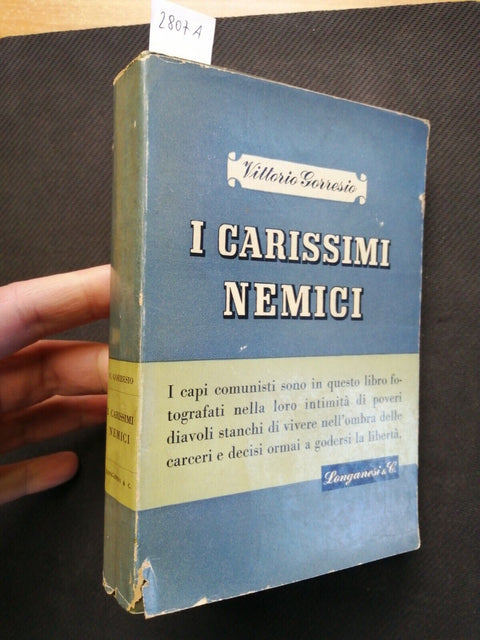 2807A
Vittorio Gorresio
I CARISSIMI
NEMICI
I capi comunisti sono in questo libro fo-
tografati nella loro intimità di poveri
diavoli stanchi di vivere nell'ombra delle
carceri e decisi ormai a godersi la libertà.
Longanesi & C.
GORRESIO
I CARISSIMI
NEMICI